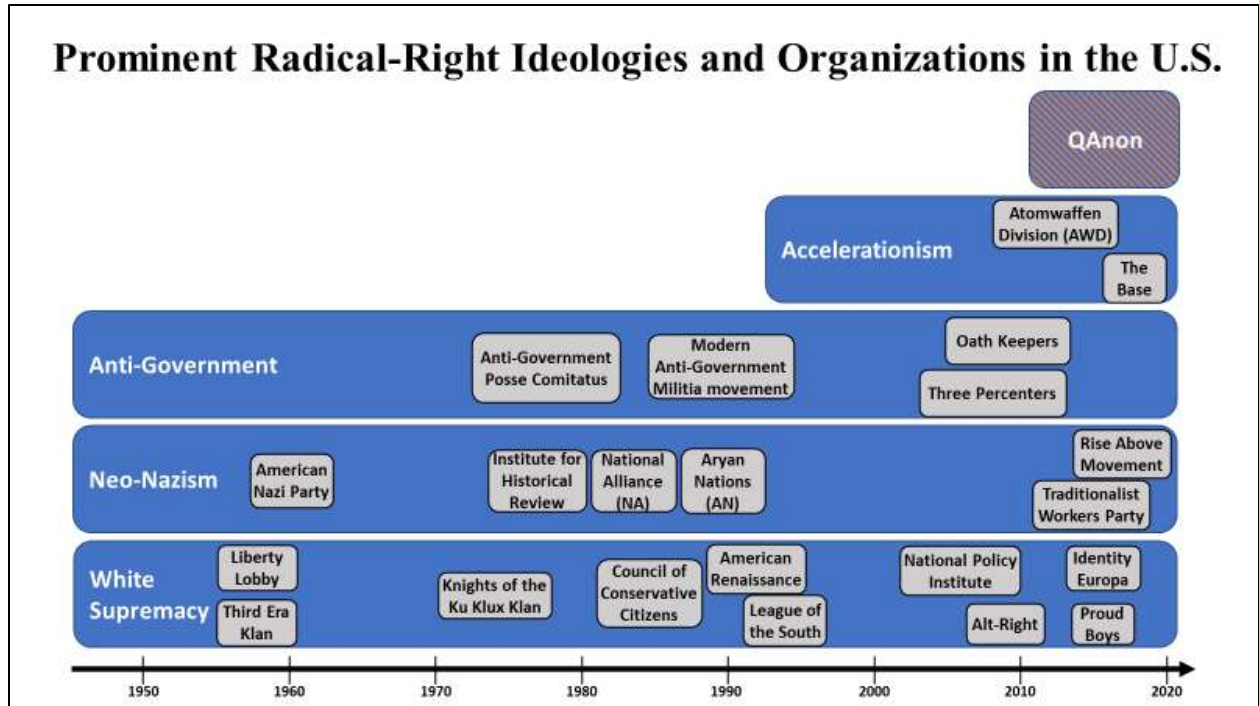 Prominent Radical-Right Ideologies and Organizations in the U.S.
QAnon
Accelerationism
Atomwaffen
Division (AWD)
The
Base
Anti-Government
Anti-Government
Posse Comitatus
Modern
Anti-Government
Militia movement
Oath Keepers
Three Percenters
Neo-Nazism
American
Nazi Party
Institute for
Historical
Review
National
Alliance
(NA)
Aryan
Nations
(AN)
Rise Above
Movement
Traditionalist
Workers Party
White
Supremacy
Liberty
Lobby
Third Era
Klan
Knights of the
Ku Klux Klan
Council of
Conservative
Citizens
American
Renaissance
League of
the South
National Policy
Institute
Alt-Right
Identity
Europa
Proud
Boys
1950 1960 1970 1980 1990 2000 2010 2020